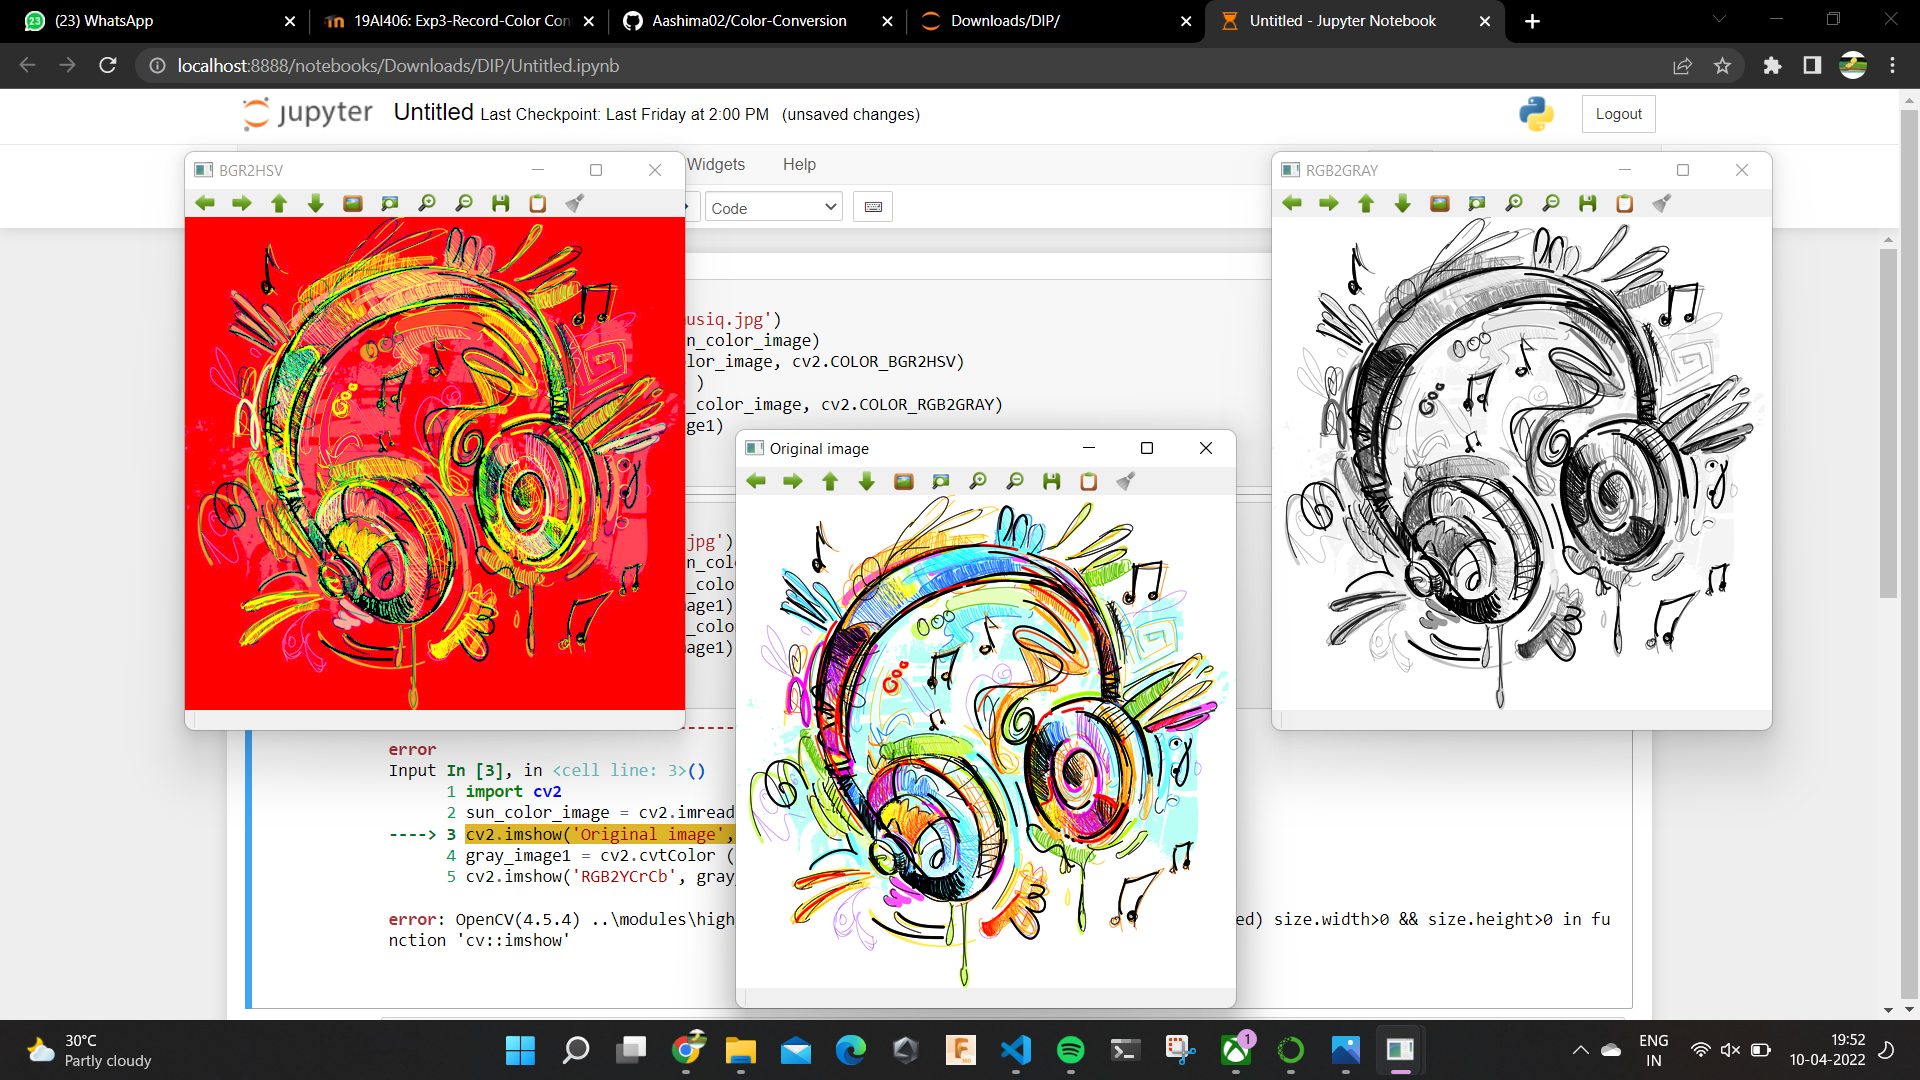 (23) WhatsApp
19AI406: Exp3-Record-Color Con
Aashima02/Color-Conversion
Downloads/DIP/
Untitled - Jupyter Notebook
localhost:8888/notebooks/Downloads/DIP/Untitled.ipynb
jupyter Untitled Last Checkpoint: Last Friday at 2:00 PM (unsaved changes)
Logout
Widgets Help
Code
BGR2HSV
RGB2GRAY
Original image
usiq.jpg')
n_color_image)
lor_image, cv2.COLOR_BGR2HSV)
)
_color_image, cv2.COLOR_RGB2GRAY)
ge1)
jpg')
n_col
_colo
age1)
_colo
age1)
error
Input In [3], in <cell line: 3>()
1 import cv2
2 sun_color_image = cv2.imread
----> 3 cv2.imshow('Original image',
4 gray_image1 = cv2.cvtColor (
5 cv2.imshow('RGB2YCrCb', gray
error: OpenCV(4.5.4) ..\modules\high
ed) size.width>0 && size.height>0 in fu
nction 'cv::imshow'
30°C
Partly cloudy
1
ENG
IN
19:52
10-04-2022